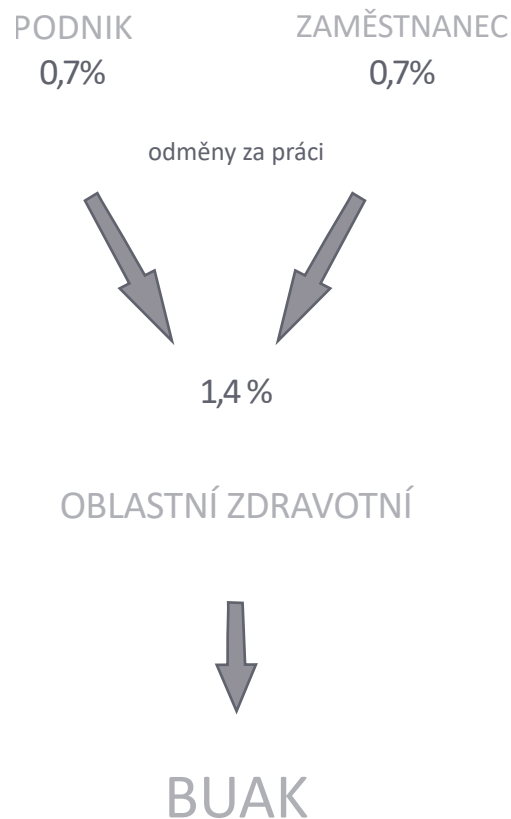 PODNIK
0,7%
ZAMĚSTNANEC
0,7%
odměny za práci
1,4 %
OBLASTNÍ ZDRAVOTNÍ
BUAK